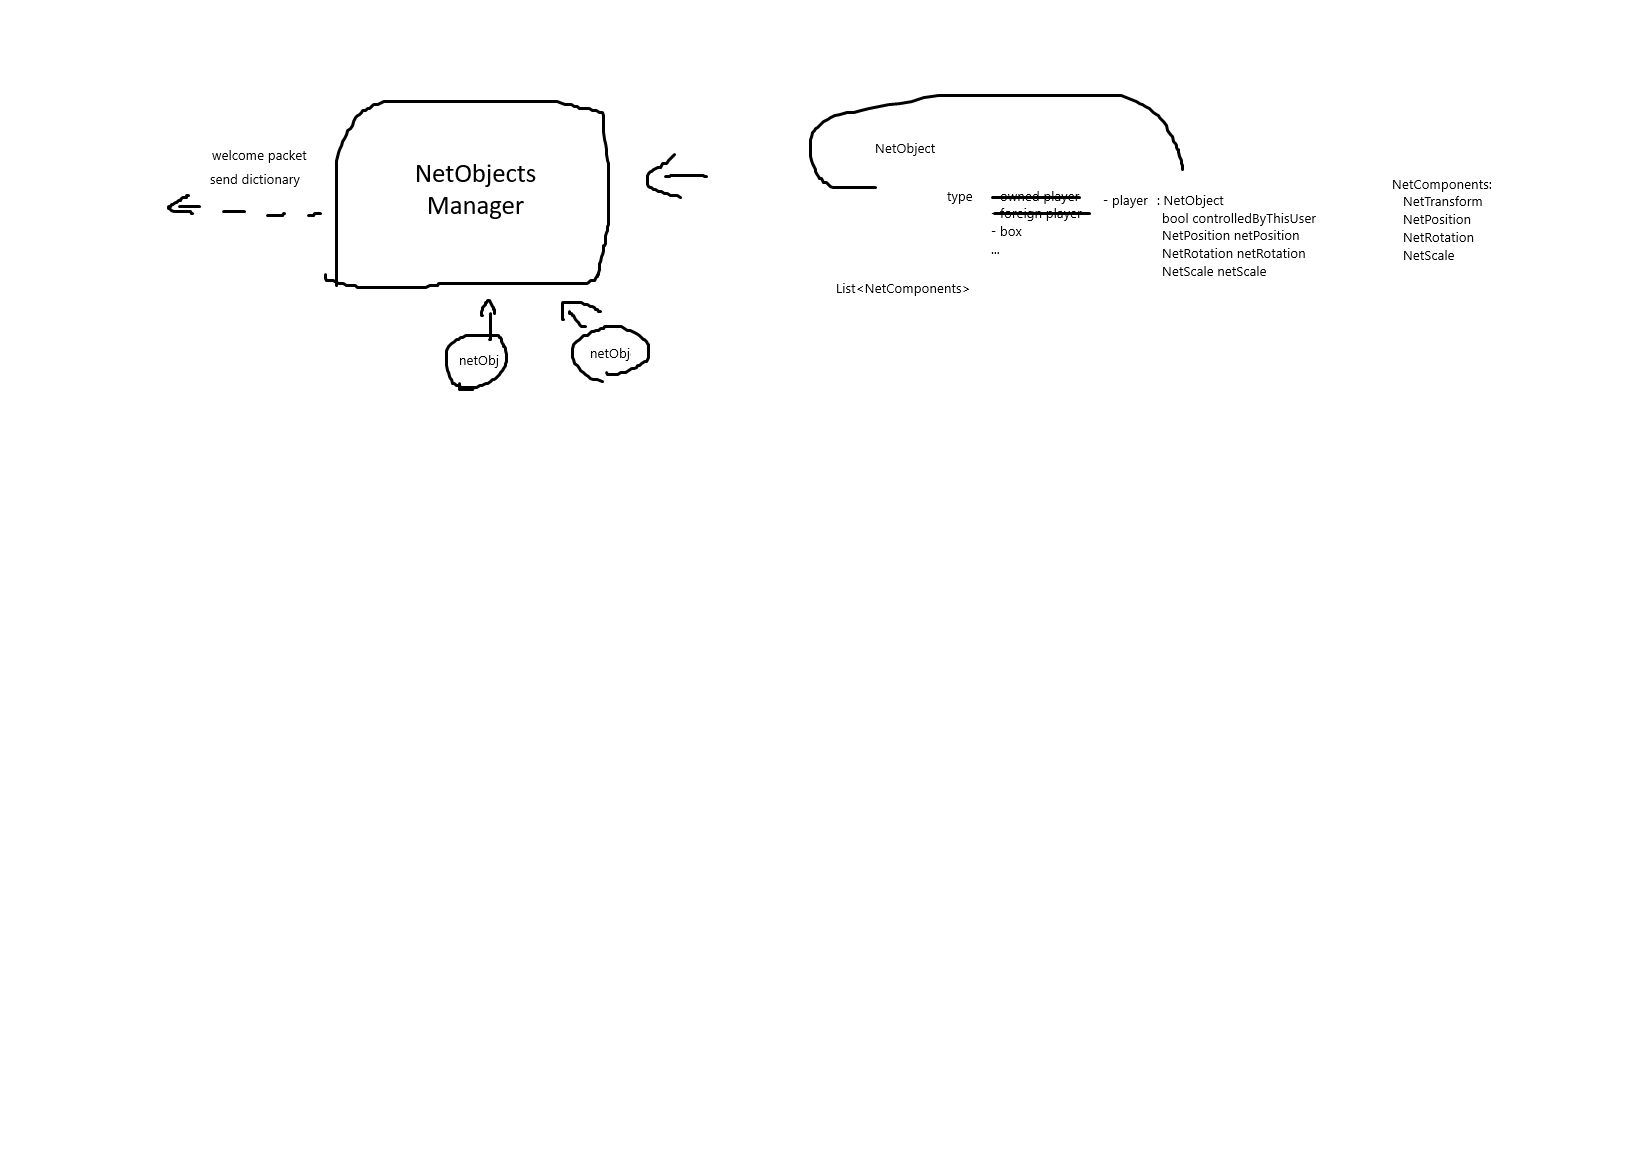 welcome packet
send dictionary
NetObjects
Manager
netObj
netObj
NetObject
type
- owned player
- foreign player
- box
...
- player
: NetObject
bool controlledByThisUser
NetPosition netPosition
NetRotation netRotation
NetScale netScale
List<NetComponents>
NetComponents:
NetTransform
NetPosition
NetRotation
NetScale